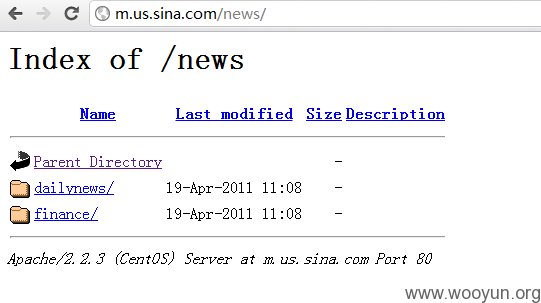 m.us.sina.com/news/
Index of /news
Name Last modified Size Description
Parent Directory -
dailynews/ 19-Apr-2011 11:08 -
finance/ 19-Apr-2011 11:08 -
Apache/2.2.3 (CentOS) Server at m.us.sina.com Port 80
www.wooyun.org